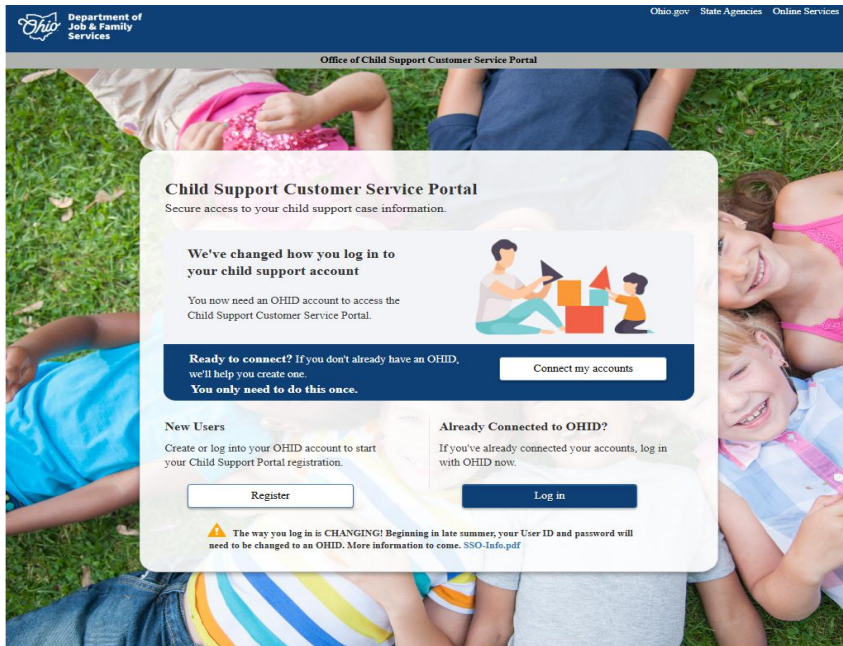 Ohio.gov State Agencies Online Services
Ohio
Department of
Job & Family
Services
Office of Child Support Customer Service Portal
Child Support Customer Service Portal
Secure access to your child support case information.
We've changed how you log in to
your child support account
You now need an OHID account to access the
Child Support Customer Service Portal.
Ready to connect? If you don't already have an OHID,
we'll help you create one.
You only need to do this once.
Connect my accounts
New Users
Create or log into your OHID account to start
your Child Support Portal registration.
Register
Already Connected to OHID?
If you've already connected your accounts, log in
with OHID now.
Log in
The way you log in is CHANGING! Beginning in late summer, your User ID and password will
need to be changed to an OHID. More information to come. SSO-Info.pdf